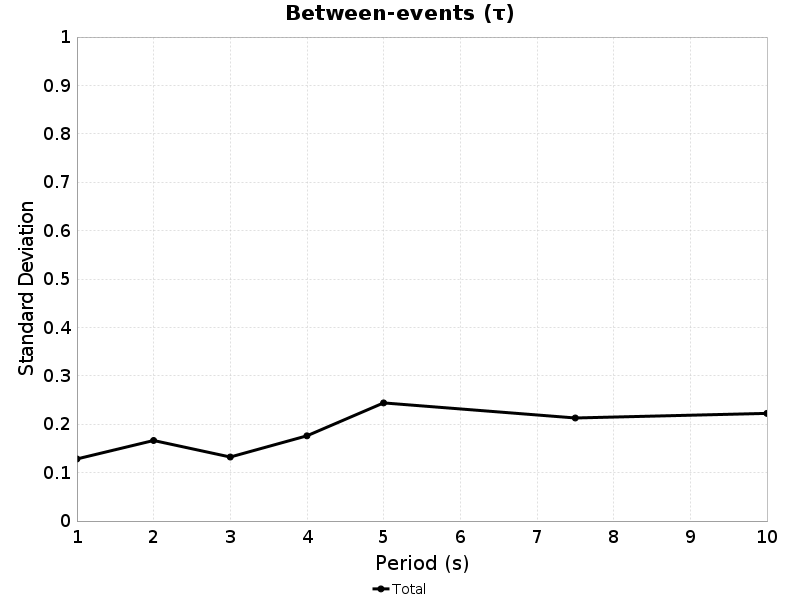 Between-events (τ)
1
0.9
0.8
0.7
0.6
0.5
0.4
0.3
0.2
0.1
0
Standard Deviation
1 2 3 4 5 6 7 8 9 10
Period (s)
Total